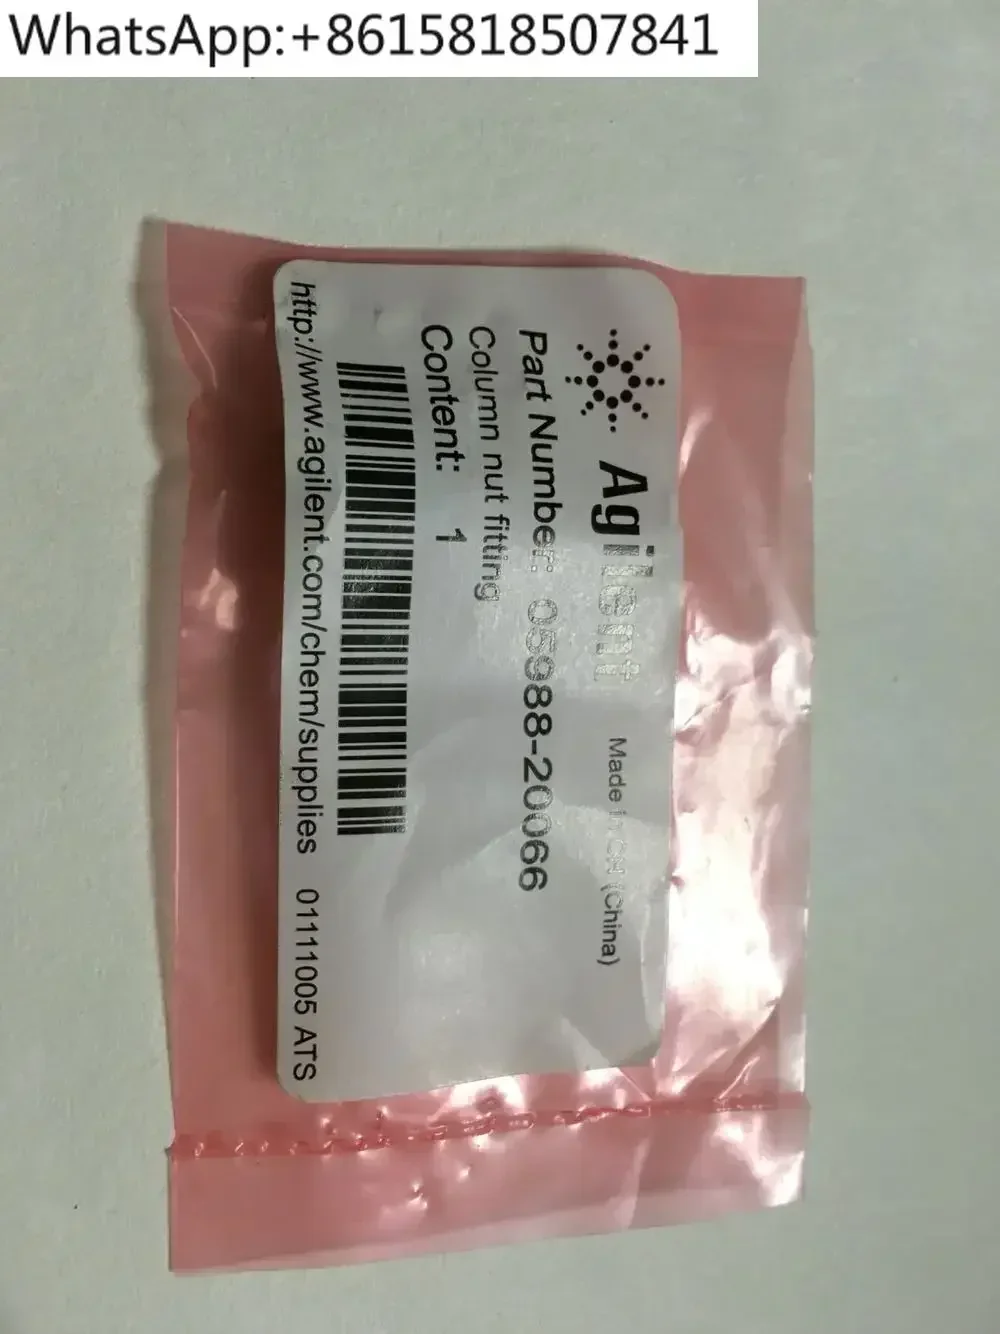 WhatsApp:+8615818507841
Agilent Made in CH (China)
Part Number: 05988-20066
Column nut fitting
Content: 1
http://www.agilent.com/chem/supplies 01111005 ATS